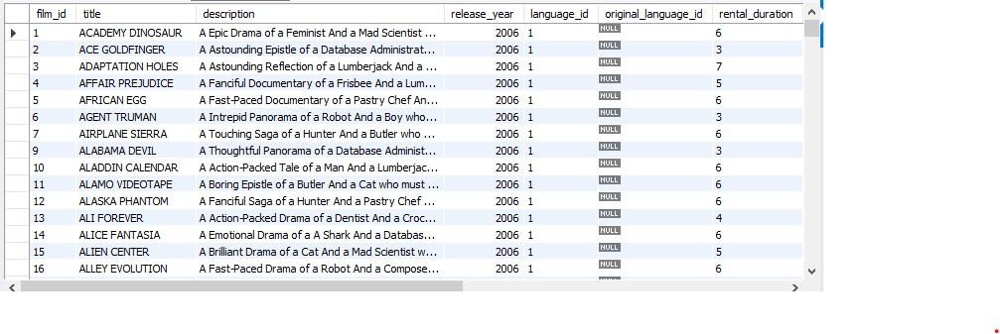 film_id title description release_year language_id original_language_id rental_duration
1 ACADEMY DINOSAUR A Epic Drama of a Feminist And a Mad Scientist ... 2006 1 NULL 6
2 ACE GOLDFINGER A Astounding Epistle of a Database Administrat... 2006 1 NULL 3
3 ADAPTATION HOLES A Astounding Reflection of a Lumberjack And a ... 2006 1 NULL 7
4 AFFAIR PREJUDICE A Fanciful Documentary of a Frisbee And a Lum... 2006 1 NULL 5
5 AFRICAN EGG A Fast-Paced Documentary of a Pastry Chef An... 2006 1 NULL 6
6 AGENT TRUMAN A Intrepid Panorama of a Robot And a Boy who... 2006 1 NULL 3
7 AIRPLANE SIERRA A Touching Saga of a Hunter And a Butler who ... 2006 1 NULL 6
9 ALABAMA DEVIL A Thoughtful Panorama of a Database Administ... 2006 1 NULL 3
10 ALADDIN CALENDAR A Action-Packed Tale of a Man And a Lumberjac... 2006 1 NULL 6
11 ALAMO VIDEOTAPE A Boring Epistle of a Butler And a Cat who must ... 2006 1 NULL 6
12 ALASKA PHANTOM A Fanciful Saga of a Hunter And a Pastry Chef ... 2006 1 NULL 6
13 ALI FOREVER A Action-Packed Drama of a Dentist And a Croc... 2006 1 NULL 4
14 ALICE FANTASIA A Emotional Drama of a A Shark And a Databas... 2006 1 NULL 6
15 ALIEN CENTER A Brilliant Drama of a Cat And a Mad Scientist w... 2006 1 NULL 5
16 ALLEY EVOLUTION A Fast-Paced Drama of a Robot And a Compose... 2006 1 NULL 6